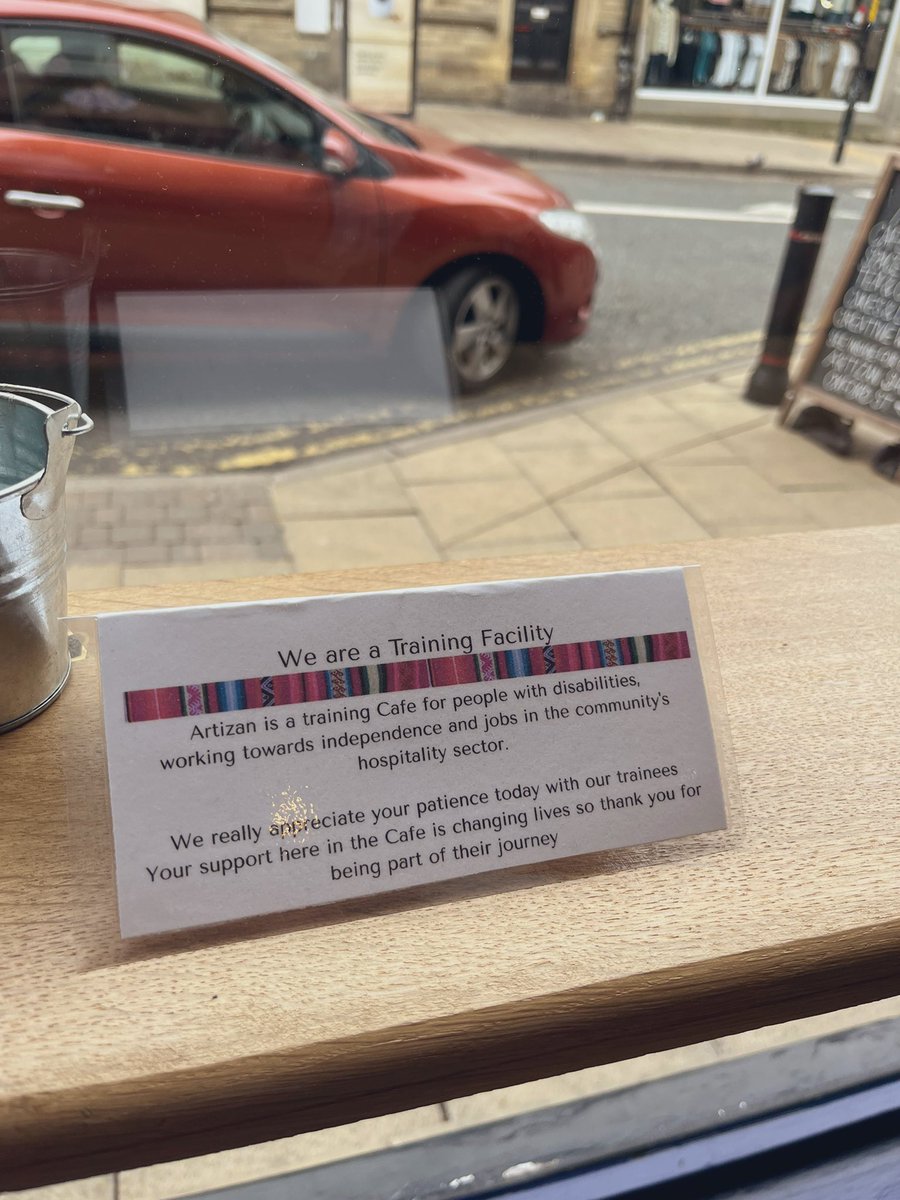 We are a Training Facility
Artizan is a training Cafe for people with disabilities,
working towards independence and jobs in the community's
hospitality sector.
We really appreciate your patience today with our trainees
Your support here in the Cafe is changing lives so thank you for
being part of their journey